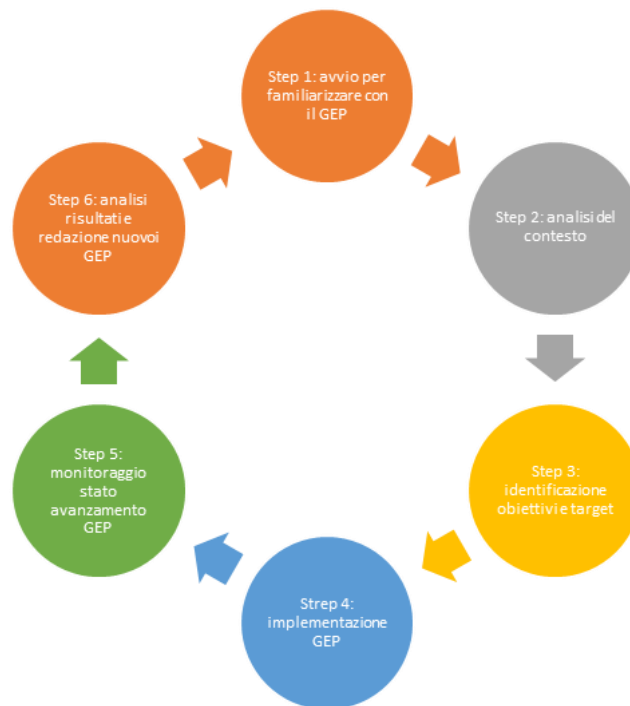 Step 1: avvio per
familiarizzare con
il GEP
Step 2: analisi del
contesto
Step 3:
identificazione
obiettivi e target
Strep 4:
implementazione
GEP
Step 5:
monitoraggio
stato
avanzamento
GEP
Step 6: analisi
risultati e
redazione nuovoi
GEP